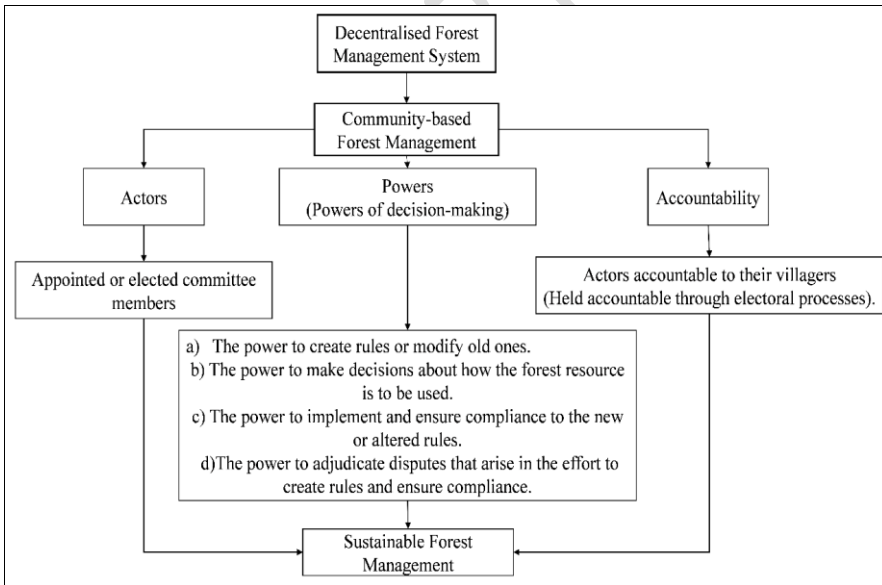 Decentralised Forest
Management System
Community-based
Forest Management
Actors
Powers
(Powers of decision-making)
Accountability
Appointed or elected committee
members
Actors accountable to their villagers
(Held accountable through electoral processes).
a) The power to create rules or modify old ones.
b) The power to make decisions about how the forest resource
is to be used.
c) The power to implement and ensure compliance to the new
or altered rules.
d)The power to adjudicate disputes that arise in the effort to
create rules and ensure compliance.
Sustainable Forest
Management